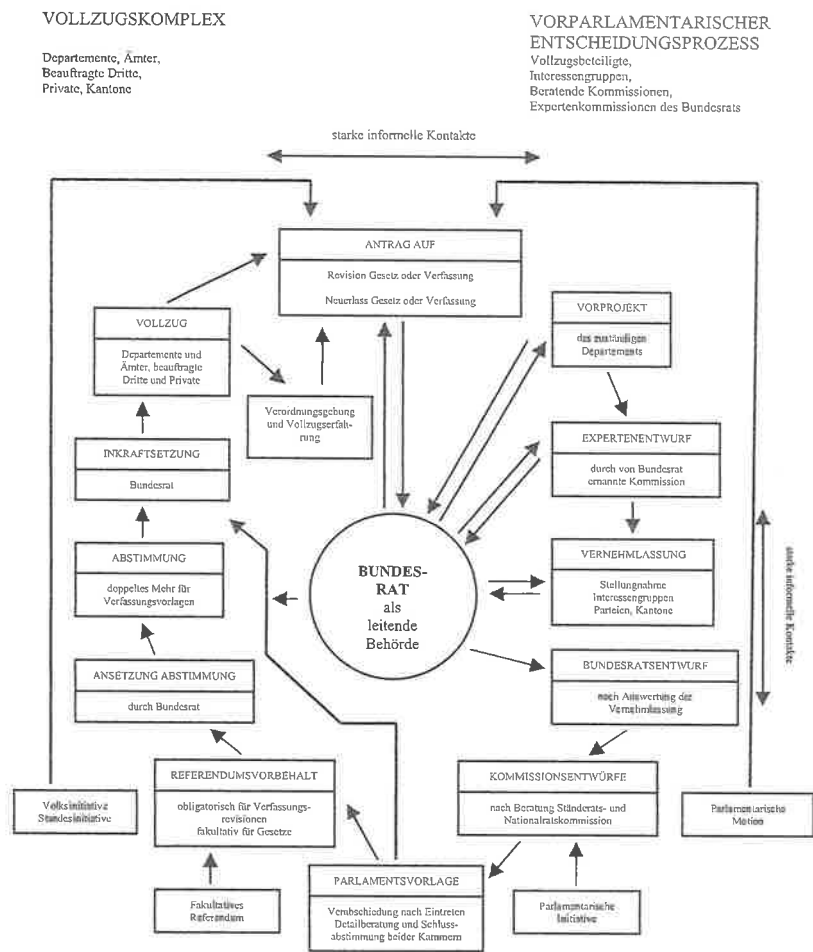 VOLLZUGSKOMPLEX
Departemente, Ämter,
Beauftragte Dritte,
Private, Kantone
VORPARLAMENTARISCHER
ENTSCHEIDUNGSPROZESS
Vollzugsbeteiligte,
Interessengruppen,
Beratende Kommissionen,
Expertenkommissionen des Bundesrats
starke informelle Kontakte
ANTRAG AUF
Revision Gesetz oder Verfassung
Neuerlass Gesetz oder Verfassung
VORPROJEKT
des zuständigen
Departements
VOLLZUG
Departemente und
Ämter, beauftragte
Dritte und Private
Verordnungsgebung
und Vollzugserfah-
rung
EXPERTENENTWURF
durch von Bundesrat
ernannte Kommission
INKRAFTSETZUNG
Bundesrat
VERNEHMLASSUNG
Stellungnahme
Interessengruppen
Parteien, Kantone
starke informelle Kontakte
ABSTIMMUNG
doppeltes Mehr für
Verfassungsvorlagen
BUNDES-
RAT
als
leitende
Behörde
BUNDESRATSENTWURF
nach Auswertung der
Vernehmlassung
ANSETZUNG ABSTIMMUNG
durch Bundesrat
REFERENDUMSVORBEHALT
obligatorisch für Verfassungs-
revisionen
fakultativ für Gesetze
KOMMISSIONSENTWÜRFE
nach Beratung Ständerats- und
Nationalratskommission
Volksinitiative
Standesinitiative
Parlamentarische
Motion
PARLAMENTSVORLAGE
Verabschiedung nach Eintreten
Detailberatung und Schluss-
abstimmung beider Kammern
Fakultatives
Referendum
Parlamentarische
Initiative